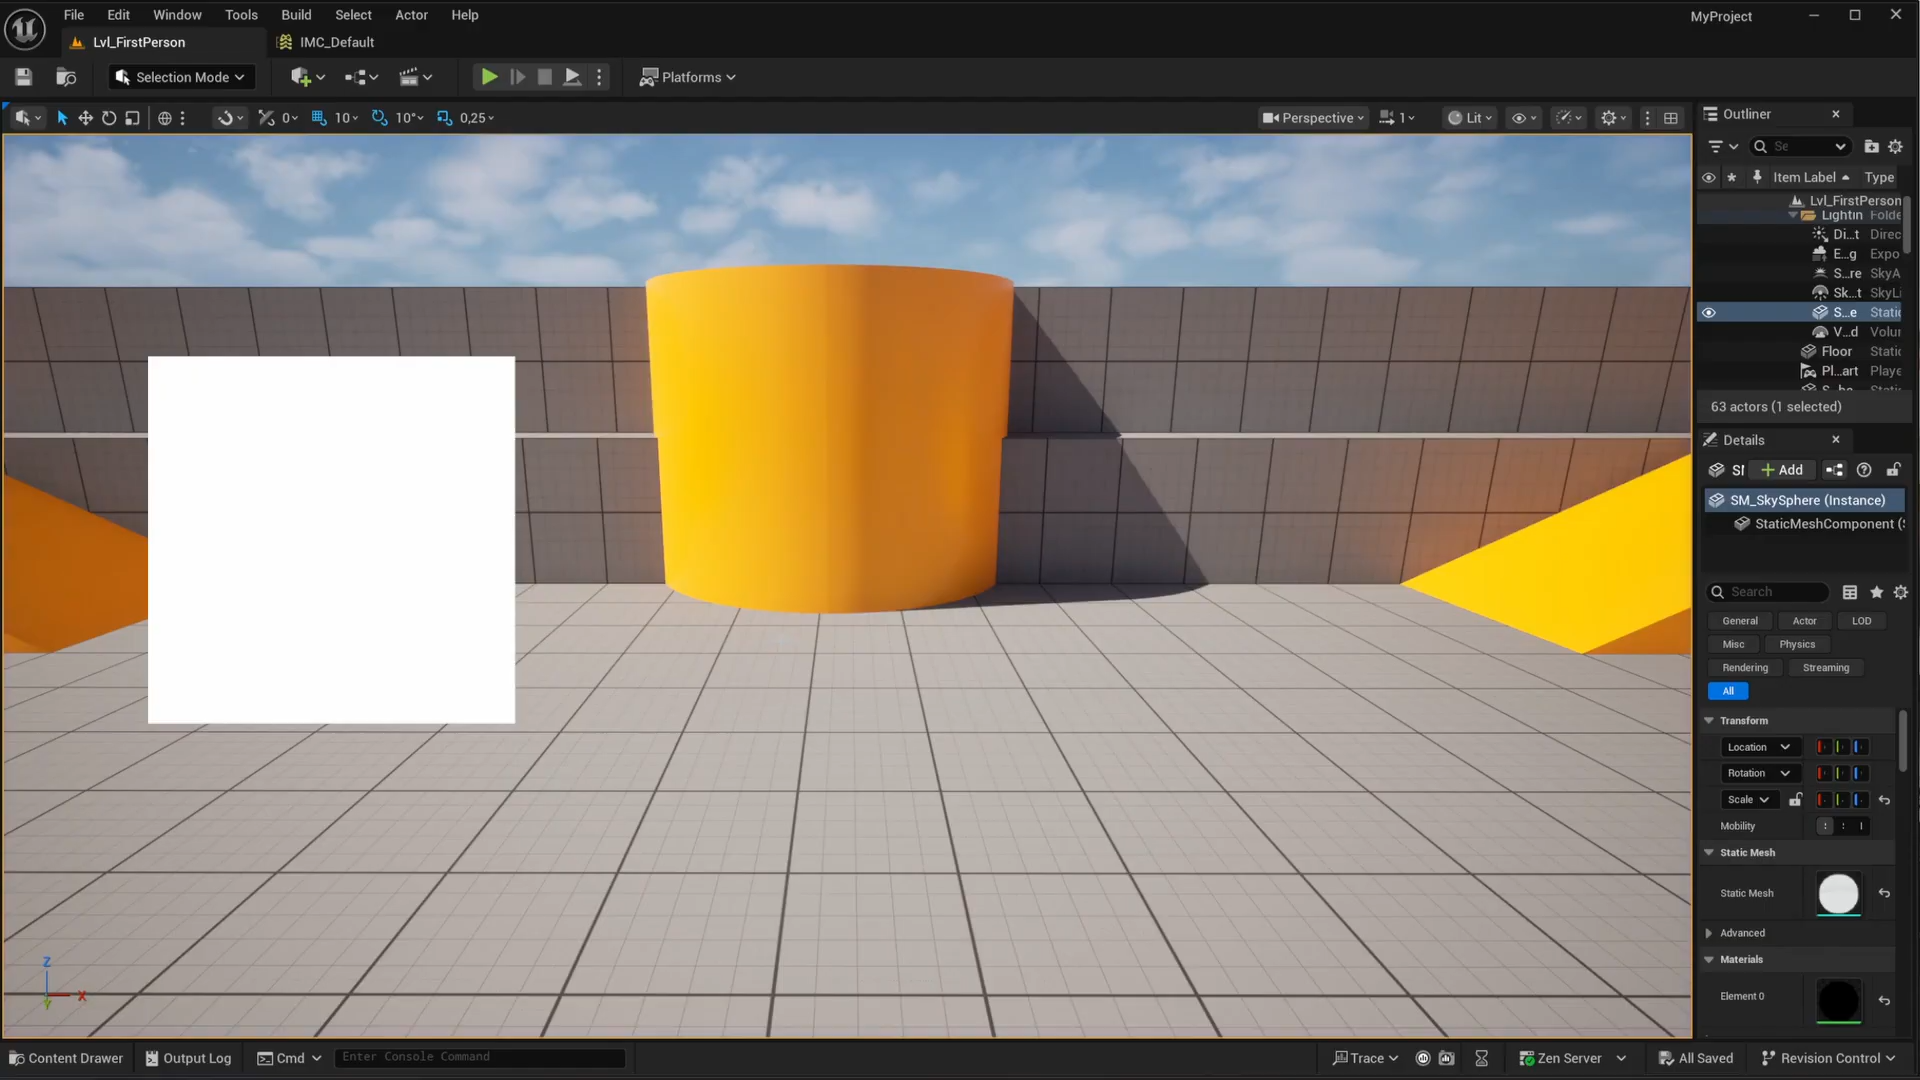 File Edit Window Tools Build Select Actor Help
MyProject
Lvl_FirstPerson
IMC_Default
Selection Mode
Platforms
0
10
10°
0,25
Perspective
1
Lit
Outliner
Se
Item Label
Type
Lvl_FirstPerson
Lightin Folde
Di...t Direc
E...g Expo
S...re SkyA
Sk...t SkyLi
S...e Static
V...d Volur
Floor Static
Pl...art Playe
63 actors (1 selected)
Details
Add
SM_SkySphere (Instance)
StaticMeshComponent (
Search
General Actor LOD
Misc Physics
Rendering Streaming
All
Transform
Location
Rotation
Scale
Mobility
Static Mesh
Static Mesh
Advanced
Materials
Element 0
Z
X
Y
Content Drawer
Output Log
Cmd
Enter Console Command
Trace
Zen Server
All Saved
Revision Control